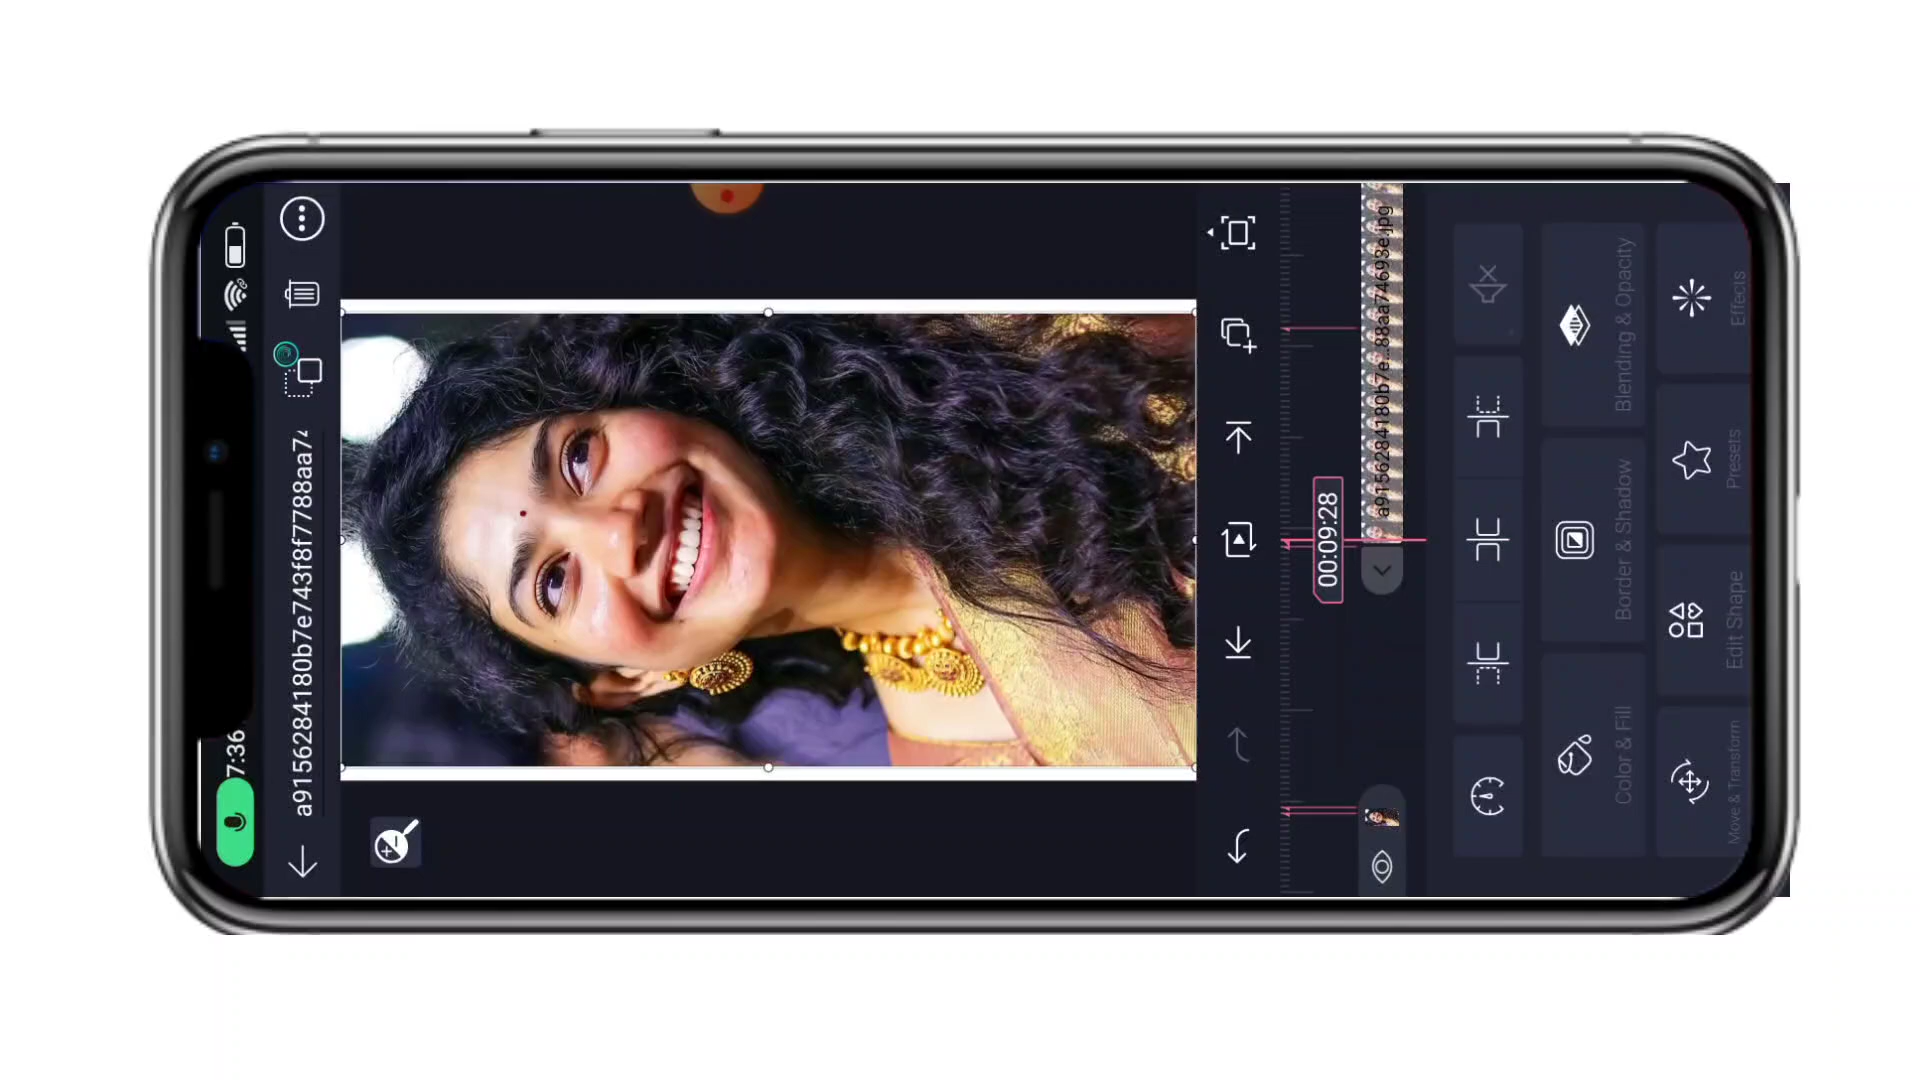 7:36
a9156284180b7e743f8f7788aa7
00:09:28
a9156284180b7e...88aa74693e.jpg
Color & Fill
Border & Shadow
Blending & Opacity
Move & Transform
Edit Shape
Presets
Effects